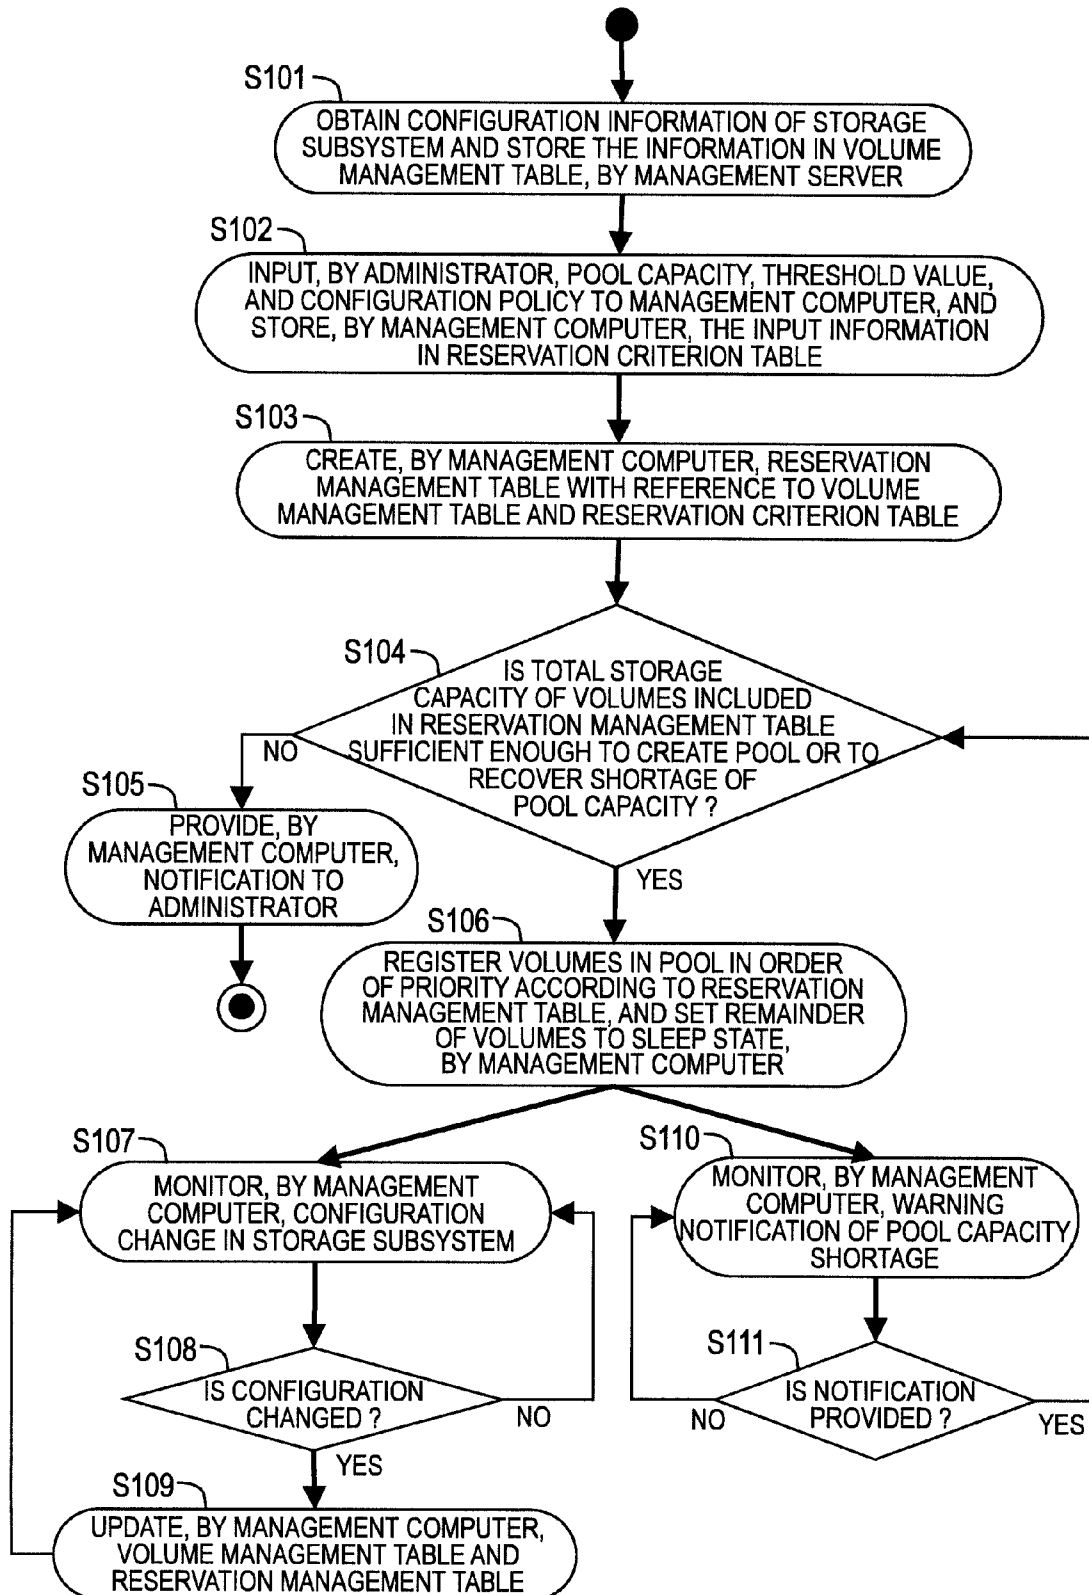 S101
OBTAIN CONFIGURATION INFORMATION OF STORAGE
SUBSYSTEM AND STORE THE INFORMATION IN VOLUME
MANAGEMENT TABLE, BY MANAGEMENT SERVER
S102
INPUT, BY ADMINISTRATOR, POOL CAPACITY, THRESHOLD VALUE,
AND CONFIGURATION POLICY TO MANAGEMENT COMPUTER, AND
STORE, BY MANAGEMENT COMPUTER, THE INPUT INFORMATION
IN RESERVATION CRITERION TABLE
S103
CREATE, BY MANAGEMENT COMPUTER, RESERVATION
MANAGEMENT TABLE WITH REFERENCE TO VOLUME
MANAGEMENT TABLE AND RESERVATION CRITERION TABLE
S104
IS TOTAL STORAGE
CAPACITY OF VOLUMES INCLUDED
IN RESERVATION MANAGEMENT TABLE
SUFFICIENT ENOUGH TO CREATE POOL OR TO
RECOVER SHORTAGE OF
POOL CAPACITY ?
NO
YES
S105
PROVIDE, BY
MANAGEMENT COMPUTER,
NOTIFICATION TO
ADMINISTRATOR
S106
REGISTER VOLUMES IN POOL IN ORDER
OF PRIORITY ACCORDING TO RESERVATION
MANAGEMENT TABLE, AND SET REMAINDER
OF VOLUMES TO SLEEP STATE,
BY MANAGEMENT COMPUTER
S107
MONITOR, BY MANAGEMENT
COMPUTER, CONFIGURATION
CHANGE IN STORAGE SUBSYSTEM
S108
IS CONFIGURATION
CHANGED ?
NO
YES
S109
UPDATE, BY MANAGEMENT COMPUTER,
VOLUME MANAGEMENT TABLE AND
RESERVATION MANAGEMENT TABLE
S110
MONITOR, BY MANAGEMENT
COMPUTER, WARNING
NOTIFICATION OF POOL CAPACITY
SHORTAGE
S111
IS NOTIFICATION
PROVIDED ?
NO
YES